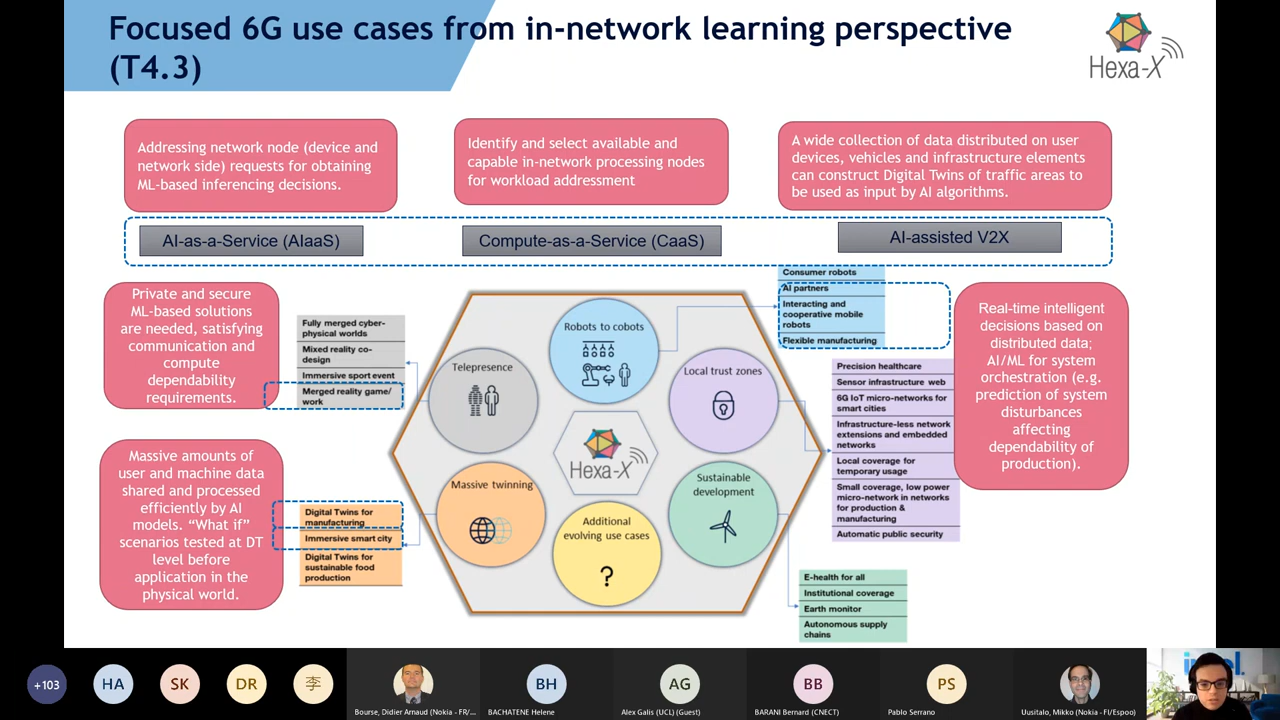 Focused 6G use cases from in-network learning perspective
(T4.3)
Hexa-X
Addressing network node (device and
network side) requests for obtaining
ML-based inferencing decisions.
Identify and select available and
capable in-network processing nodes
for workload addressment
A wide collection of data distributed on user
devices, vehicles and infrastructure elements
can construct Digital Twins of traffic areas to
be used as input by AI algorithms.
AI-as-a-Service (AIaaS)
Compute-as-a-Service (CaaS)
AI-assisted V2X
Private and secure
ML-based solutions
are needed, satisfying
communication and
compute
dependability
requirements.
Fully merged cyber-
physical worlds
Mixed reality co-
design
Immersive sport event
Merged reality game/
work
Robots to cobots
Telepresence
Local trust zones
Hexa-X
Massive twinning
Sustainable
development
Additional
evolving use cases
?
Consumer robots
AI partners
Interacting and
cooperative mobile
robots
Flexible manufacturing
Precision healthcare
Sensor infrastructure web
6G IoT micro-networks for
smart cities
Infrastructure-less network
extensions and embedded
networks
Local coverage for
temporary usage
Small coverage, low power
micro-network in networks
for production &
manufacturing
Automatic public security
Real-time intelligent
decisions based on
distributed data;
AI/ML for system
orchestration (e.g.
prediction of system
disturbances
affecting
dependability of
production).
Massive amounts of
user and machine data
shared and processed
efficiently by AI
models. “What if”
scenarios tested at DT
level before
application in the
physical world.
Digital Twins for
manufacturing
Immersive smart city
Digital Twins for
sustainable food
production
E-health for all
Institutional coverage
Earth monitor
Autonomous supply
chains
+103
HA
SK
DR
李
Bourse, Didier Arnaud (Nokia - FR/...
BH
BACHATENE Helene
AG
Alex Galis (UCL) (Guest)
BB
BARANI Bernard (CNECT)
PS
Pablo Serrano
Uusitalo, Mikko (Nokia - FI/Espoo)